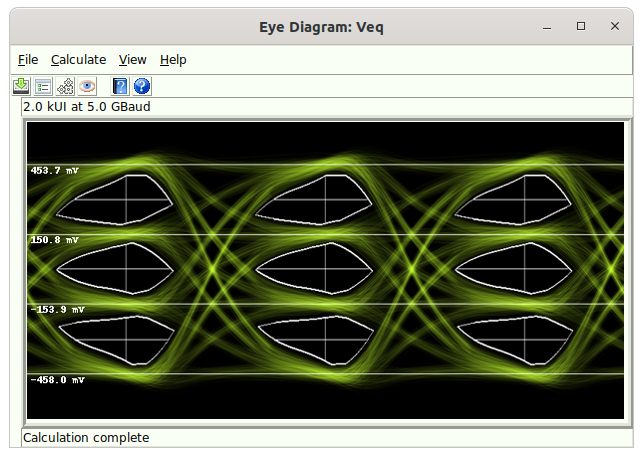 Eye Diagram: Veq
File Calculate View Help
2.0 kUI at 5.0 GBaud
453.7 mV
150.8 mV
-153.9 mV
-458.0 mV
Calculation complete